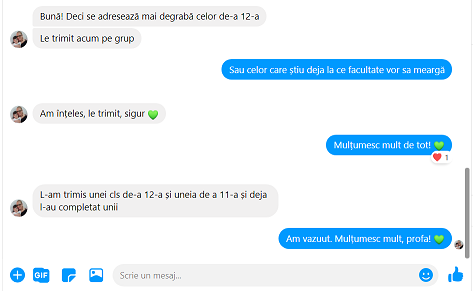 Bună! Deci se adresează mai degrabă celor de-a 12-a
Le trimit acum pe grup
Sau celor care știu deja la ce facultate vor sa meargă
Am înțeles, le trimit, sigur 💚
Mulțumesc mult de tot! 💚
1
L-am trimis unei cls de-a 12-a și uneia de a 11-a și deja
l-au completat unii
Am vazuut. Mulțumesc mult, profa! 💚
GIF
Scrie un mesaj...